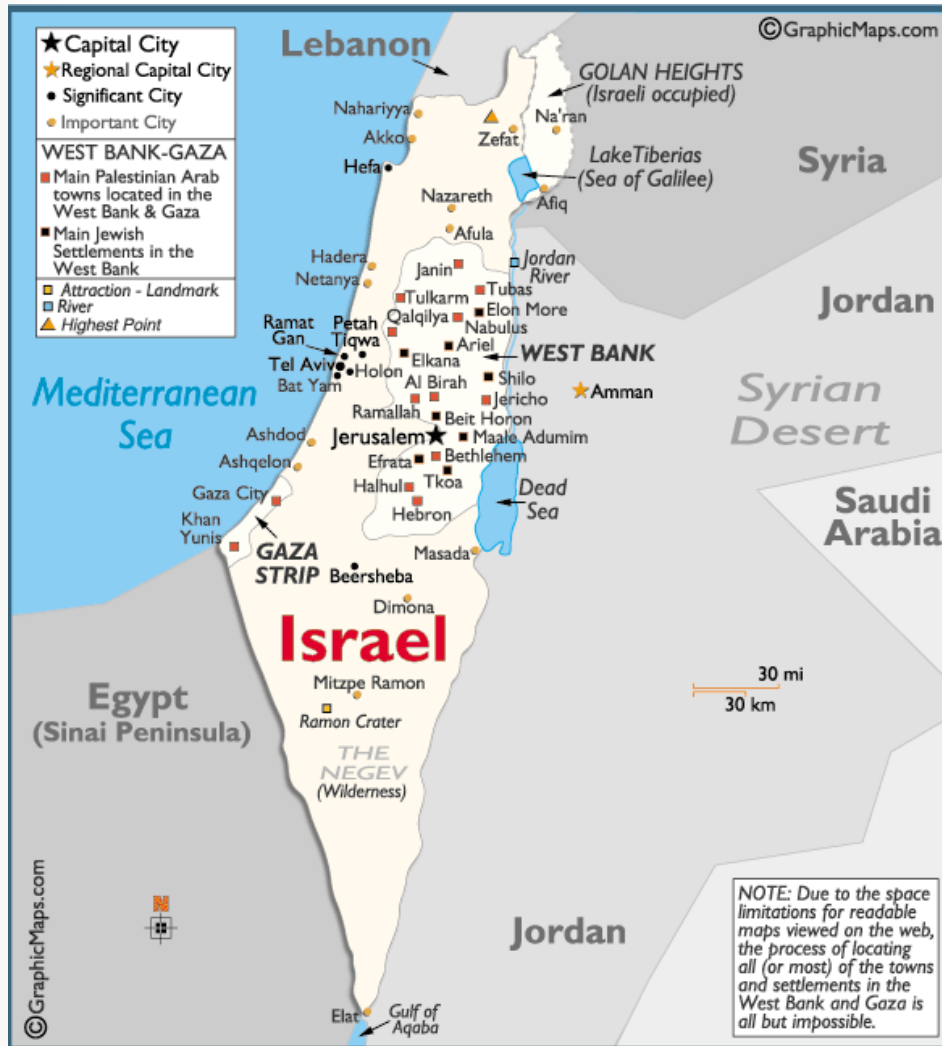 ©GraphicMaps.com
Capital City
Regional Capital City
Significant City
Important City
WEST BANK-GAZA
Main Palestinian Arab
towns located in the
West Bank & Gaza
Main Jewish
Settlements in the
West Bank
Attraction - Landmark
River
Highest Point
Lebanon
GOLAN HEIGHTS
(Israeli occupied)
Nahariyya
Na'ran
Akko
Zefat
Hefa
Lake Tiberias
(Sea of Galilee)
Syria
Afiq
Nazareth
Afula
Hadera
Janin
Jordan
River
Netanya
Tubas
Tulkarm
Elon More
Jordan
Qalqilya
Nabulus
Ramat
Gan
Petah
Tiqwa
Ariel
WEST BANK
Elkana
Tel Aviv
Holon
Shilo
Bat Yam
Al Birah
Amman
Mediterranean
Sea
Jericho
Syrian
Desert
Ramallah
Beit Horon
Jerusalem
Maale Adumim
Ashdod
Bethlehem
Efrata
Ashqelon
Tkoa
Halhul
Dead
Sea
Gaza City
Hebron
Saudi
Arabia
Khan
Yunis
GAZA
STRIP
Masada
Beersheba
Dimona
Israel
Mitzpe Ramon
30 mi
30 km
Egypt
(Sinai Peninsula)
Ramon Crater
THE
NEGEV
(Wilderness)
N
Jordan
NOTE: Due to the space
limitations for readable
maps viewed on the web,
the process of locating
all (or most) of the towns
and settlements in the
West Bank and Gaza is
all but impossible.
Elat
Gulf of
Aqaba
©GraphicMaps.com